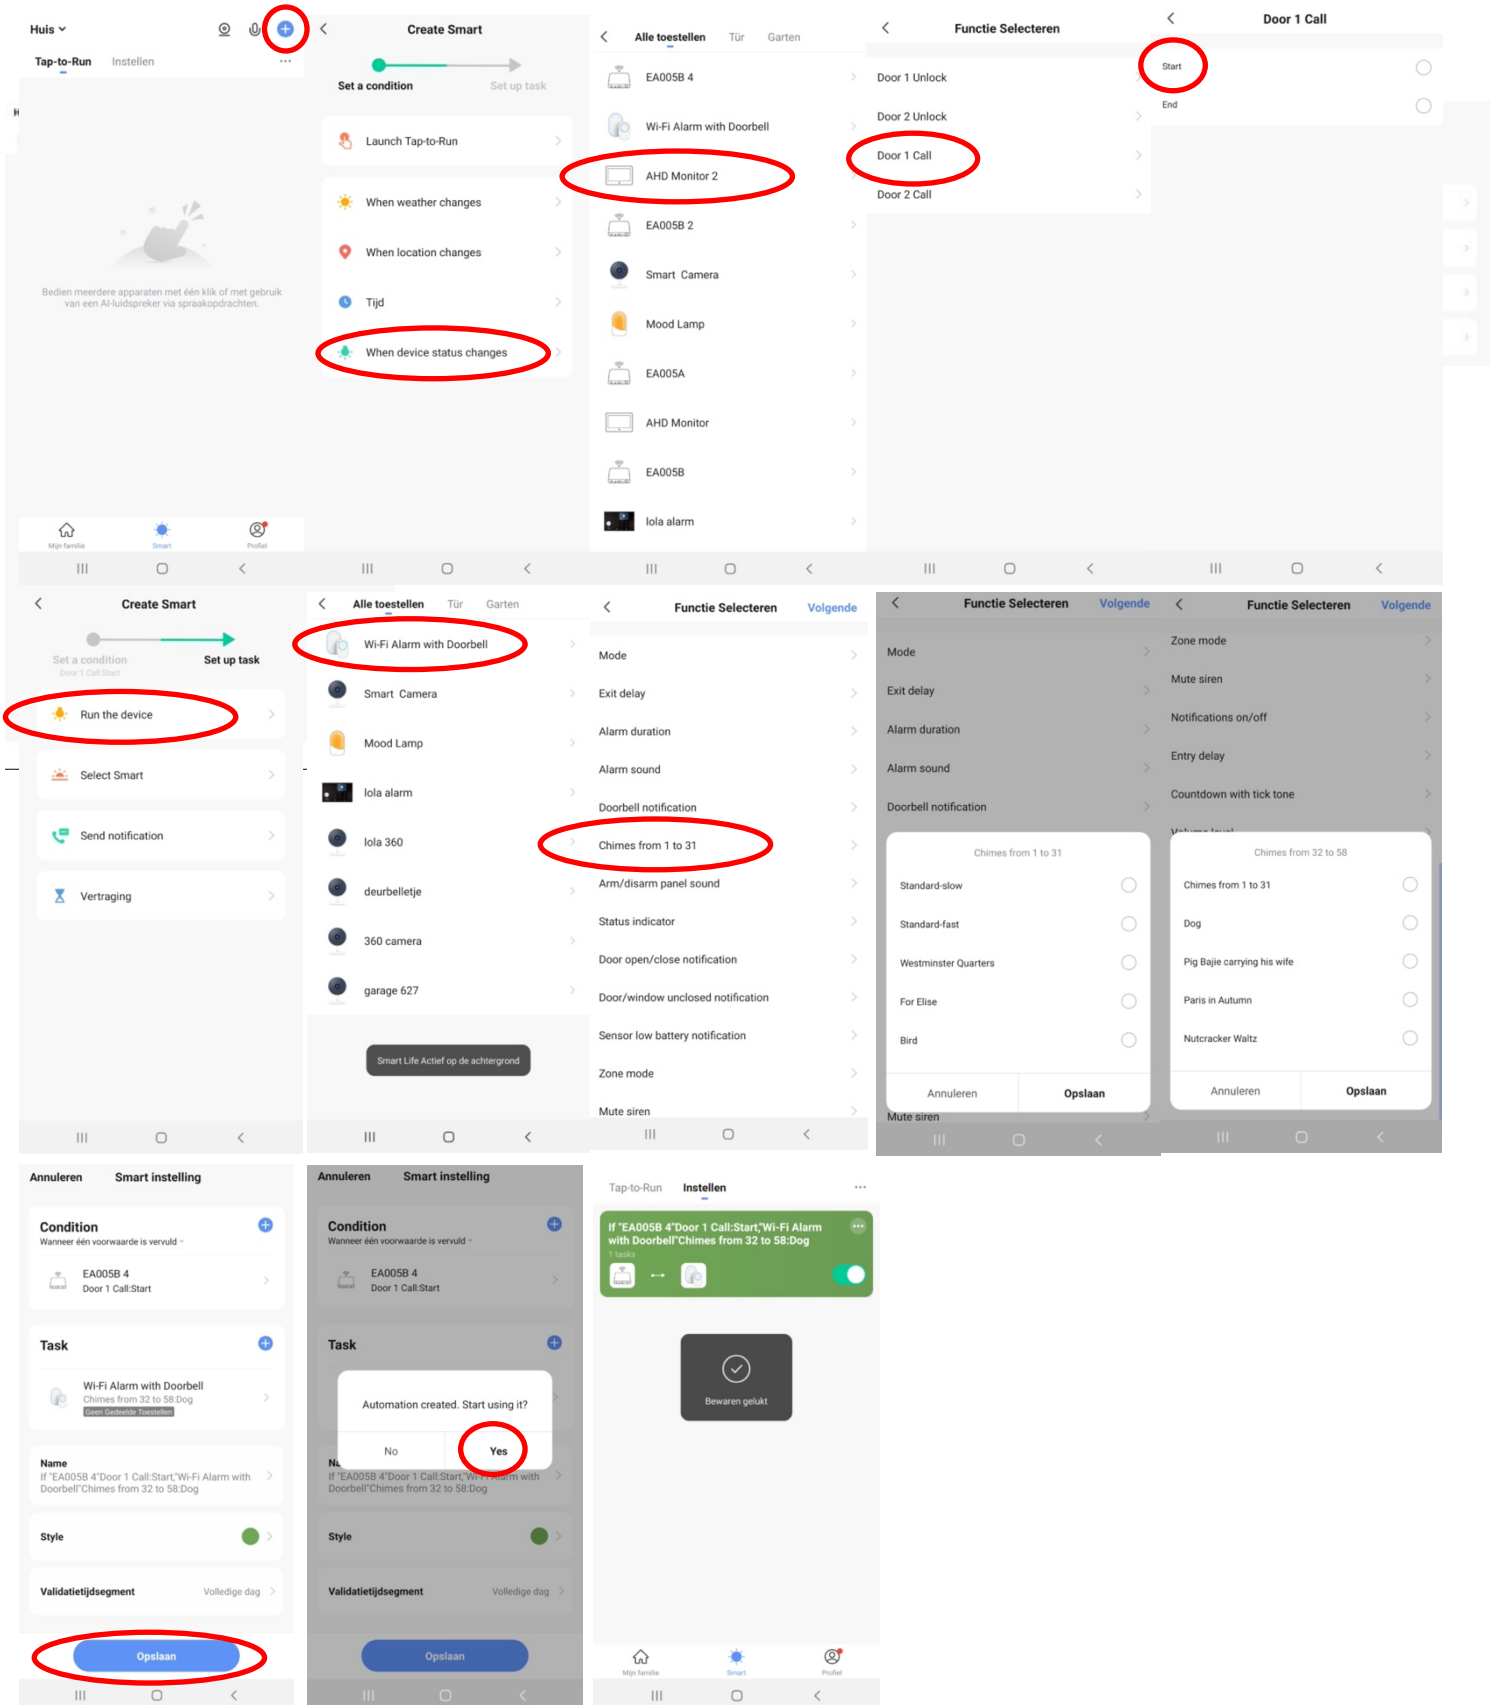 Huis
Tap-to-Run Instellen
Bedien meerdere apparaten met één klik of met gebruik
van een AI-luidspreker via spraakopdrachten.
Mijn familie Smart Profiel
Create Smart
Set a condition Set up task
Launch Tap-to-Run
When weather changes
When location changes
Tijd
When device status changes
Alle toestellen Tür Garten
EA005B 4
Wi-Fi Alarm with Doorbell
AHD Monitor 2
EA005B 2
Smart Camera
Mood Lamp
EA005A
AHD Monitor
EA005B
lola alarm
Functie Selecteren
Door 1 Unlock
Door 2 Unlock
Door 1 Call
Door 2 Call
Door 1 Call
Start
End
Create Smart
Set a condition Set up task
Door 1 Call:Start
Run the device
Select Smart
Send notification
Vertraging
Alle toestellen Tür Garten
Wi-Fi Alarm with Doorbell
Smart Camera
Mood Lamp
lola alarm
lola 360
deurbelletje
360 camera
garage 627
Smart Life Actief op de achtergrond
Functie Selecteren Volgende
Mode
Exit delay
Alarm duration
Alarm sound
Doorbell notification
Chimes from 1 to 31
Arm/disarm panel sound
Status indicator
Door open/close notification
Door/window unclosed notification
Sensor low battery notification
Zone mode
Mute siren
Functie Selecteren Volgende
Mode
Exit delay
Alarm duration
Alarm sound
Doorbell notification
Chimes from 1 to 31
Standard-slow
Standard-fast
Westminster Quarters
For Elise
Bird
Annuleren Opslaan
Mute siren
Functie Selecteren Volgende
Zone mode
Mute siren
Notifications on/off
Entry delay
Countdown with tick tone
Volume level
Chimes from 32 to 58
Chimes from 1 to 31
Dog
Pig Bajie carrying his wife
Paris in Autumn
Nutcracker Waltz
Annuleren Opslaan
Annuleren Smart instelling
Condition
Wanneer één voorwaarde is vervuld
EA005B 4
Door 1 Call:Start
Task
Wi-Fi Alarm with Doorbell
Chimes from 32 to 58:Dog
Geen Gedeelde Toestellen
Name
If "EA005B 4"Door 1 Call:Start,"Wi-Fi Alarm with
Doorbell"Chimes from 32 to 58:Dog
Style
Validatietijdsegment Volledige dag
Opslaan
Annuleren Smart instelling
Condition
Wanneer één voorwaarde is vervuld
EA005B 4
Door 1 Call:Start
Task
Automation created. Start using it?
No Yes
If "EA005B 4"Door 1 Call:Start,"Wi-Fi Alarm with
Doorbell"Chimes from 32 to 58:Dog
Style
Validatietijdsegment Volledige dag
Opslaan
Tap-to-Run Instellen
If "EA005B 4"Door 1 Call:Start,"Wi-Fi Alarm
with Doorbell"Chimes from 32 to 58:Dog
1 tasks
Bewaren gelukt
Mijn familie Smart Profiel